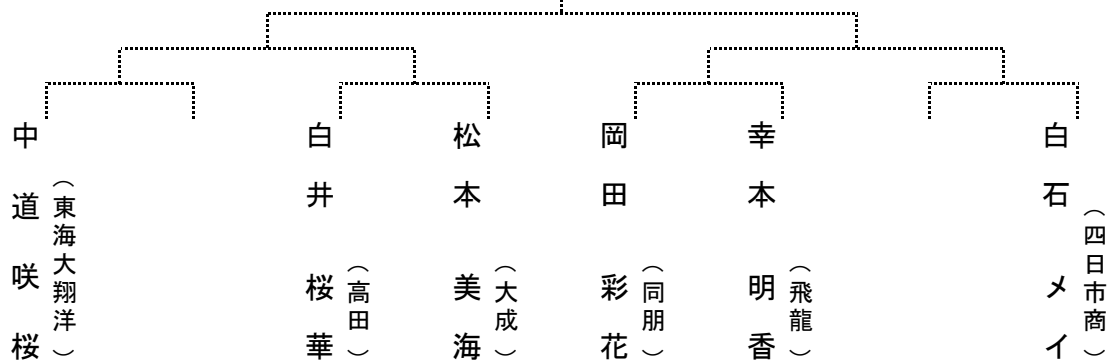 中道咲桜
（東海大翔洋）
白井桜華
（高田）
松本美海
（大成）
岡田彩花
（同朋）
幸本明香
（飛龍）
白石メイ
（四日市商）